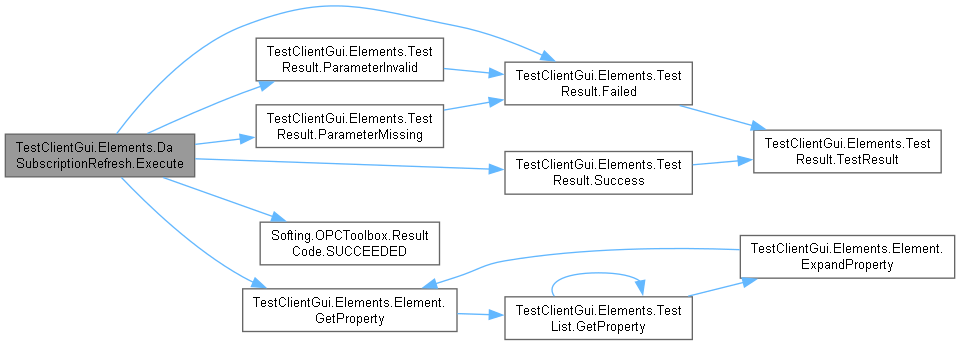 TestClientGui.Elements.Da
SubscriptionRefresh.Execute
TestClientGui.Elements.Test
Result.ParameterInvalid
TestClientGui.Elements.Test
Result.ParameterMissing
TestClientGui.Elements.Test
Result.Failed
TestClientGui.Elements.Test
Result.TestResult
TestClientGui.Elements.Test
Result.Success
Softing.OPCToolbox.Result
Code.SUCCEEDED
TestClientGui.Elements.Element.
GetProperty
TestClientGui.Elements.Test
List.GetProperty
TestClientGui.Elements.Element.
ExpandProperty